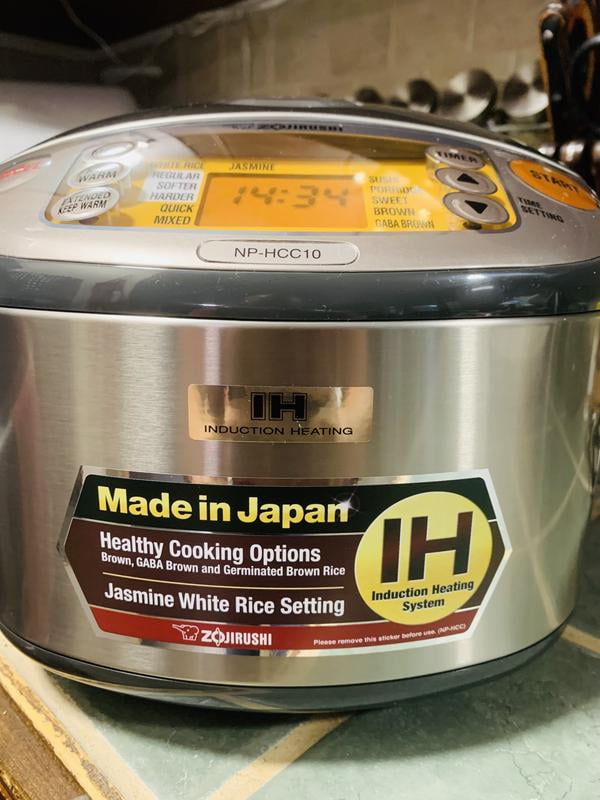 ZOJIRUSHI
WHITE RICE JASMINE
TIMER
WARM
REGULAR
SOFTER
HARDER
QUICK
MIXED
EXTENDED
KEEP WARM
14:34
SUSHI
PORRIDGE
SWEET
BROWN
GABA BROWN
START
TIME
SETTING
NP-HCC10
IH
INDUCTION HEATING
Made in Japan
Healthy Cooking Options
Brown, GABA Brown and Germinated Brown Rice
Jasmine White Rice Setting
IH
Induction Heating
System
ZOJIRUSHI
Please remove this sticker before use. (NP-HCC)